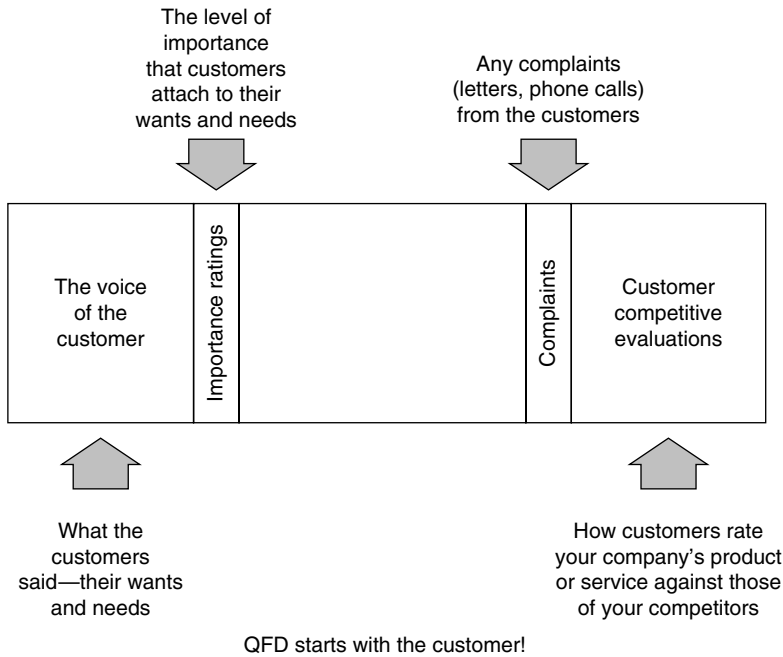 The level of
importance
that customers
attach to their
wants and needs
Any complaints
(letters, phone calls)
from the customers
The voice
of the
customer
Importance ratings
Complaints
Customer
competitive
evaluations
What the
customers
said—their wants
and needs
How customers rate
your company’s product
or service against those
of your competitors
QFD starts with the customer!